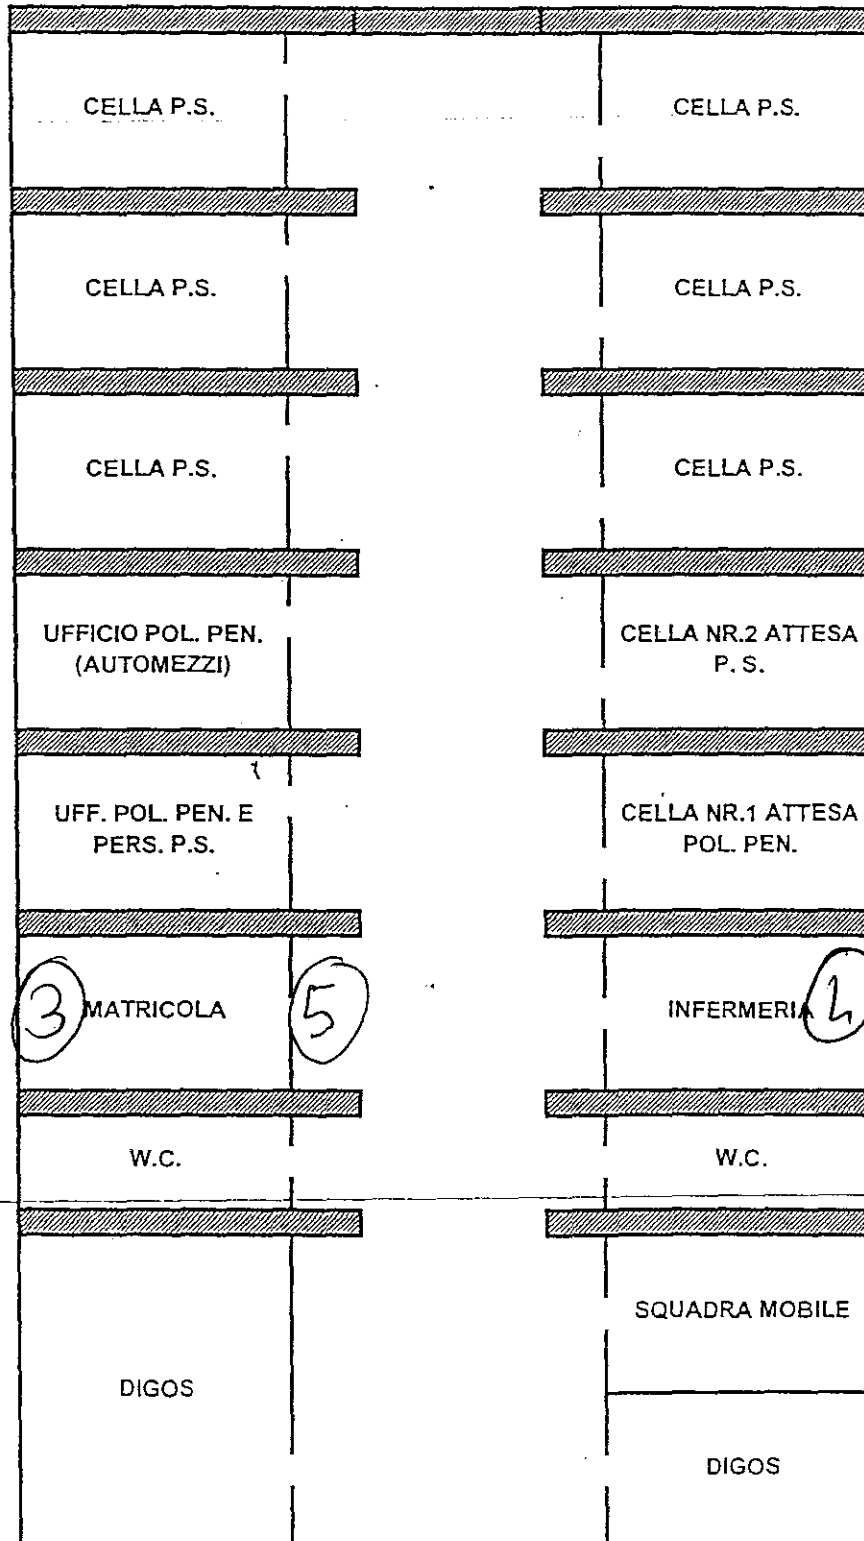 CELLA P.S.
CELLA P.S.
CELLA P.S.
CELLA P.S.
CELLA P.S.
CELLA P.S.
UFFICIO POL. PEN.
(AUTOMEZZI)
CELLA NR.2 ATTESA
P. S.
UFF. POL. PEN. E
PERS. P.S.
CELLA NR.1 ATTESA
POL. PEN.
3
MATRICOLA
5
INFERMERIA
W.C.
W.C.
SQUADRA MOBILE
DIGOS
DIGOS